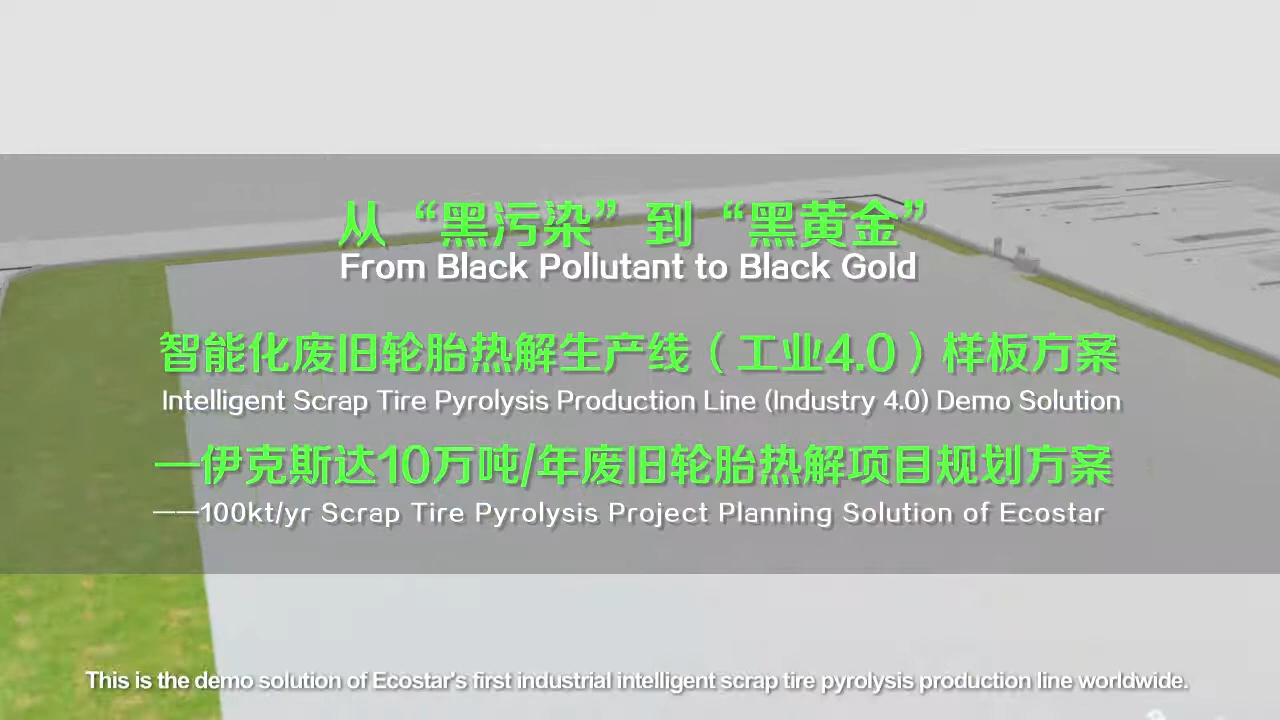 从“黑污染”到“黑黄金”
From Black Pollutant to Black Gold
智能化废旧轮胎热解生产线（工业4.0）样板方案
Intelligent Scrap Tire Pyrolysis Production Line (Industry 4.0) Demo Solution
—伊克斯达10万吨/年废旧轮胎热解项目规划方案
——100kt/yr Scrap Tire Pyrolysis Project Planning Solution of Ecostar
This is the demo solution of Ecostar's first industrial intelligent scrap tire pyrolysis production line worldwide.